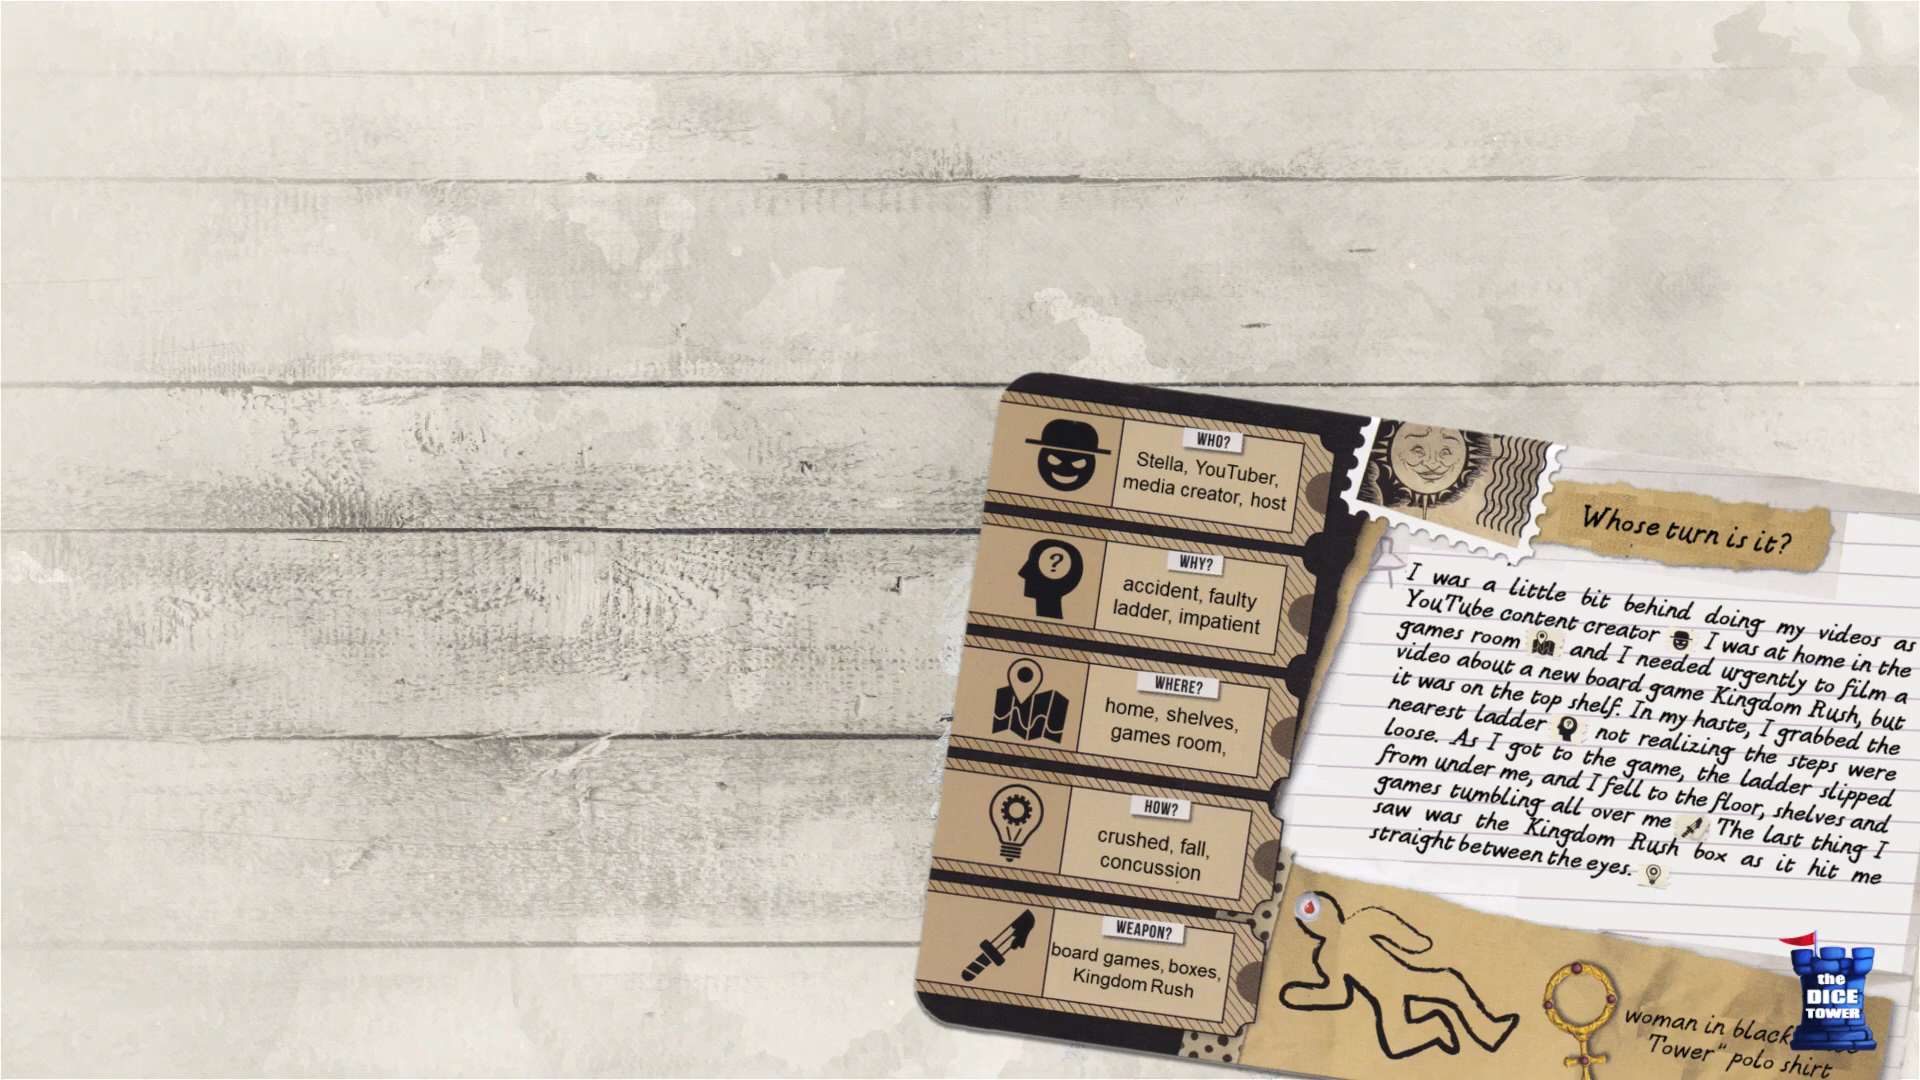 WHO?
Stella, YouTuber,
media creator, host
WHY?
accident, faulty
ladder, impatient
WHERE?
home, shelves,
games room,
HOW?
crushed, fall,
concussion
WEAPON?
board games, boxes,
Kingdom Rush
Whose turn is it?
I was a little bit behind doing my videos as
YouTube content creator I was at home in the
games room and I needed urgently to film a
video about a new board game Kingdom Rush, but
it was on the top shelf. In my haste, I grabbed the
nearest ladder not realizing the steps were
loose. As I got to the game, the ladder slipped
from under me, and I fell to the floor, shelves and
games tumbling all over me The last thing I
saw was the Kingdom Rush box as it hit me
straight between the eyes.
woman in black
Tower" polo shirt
the
DICE
TOWER